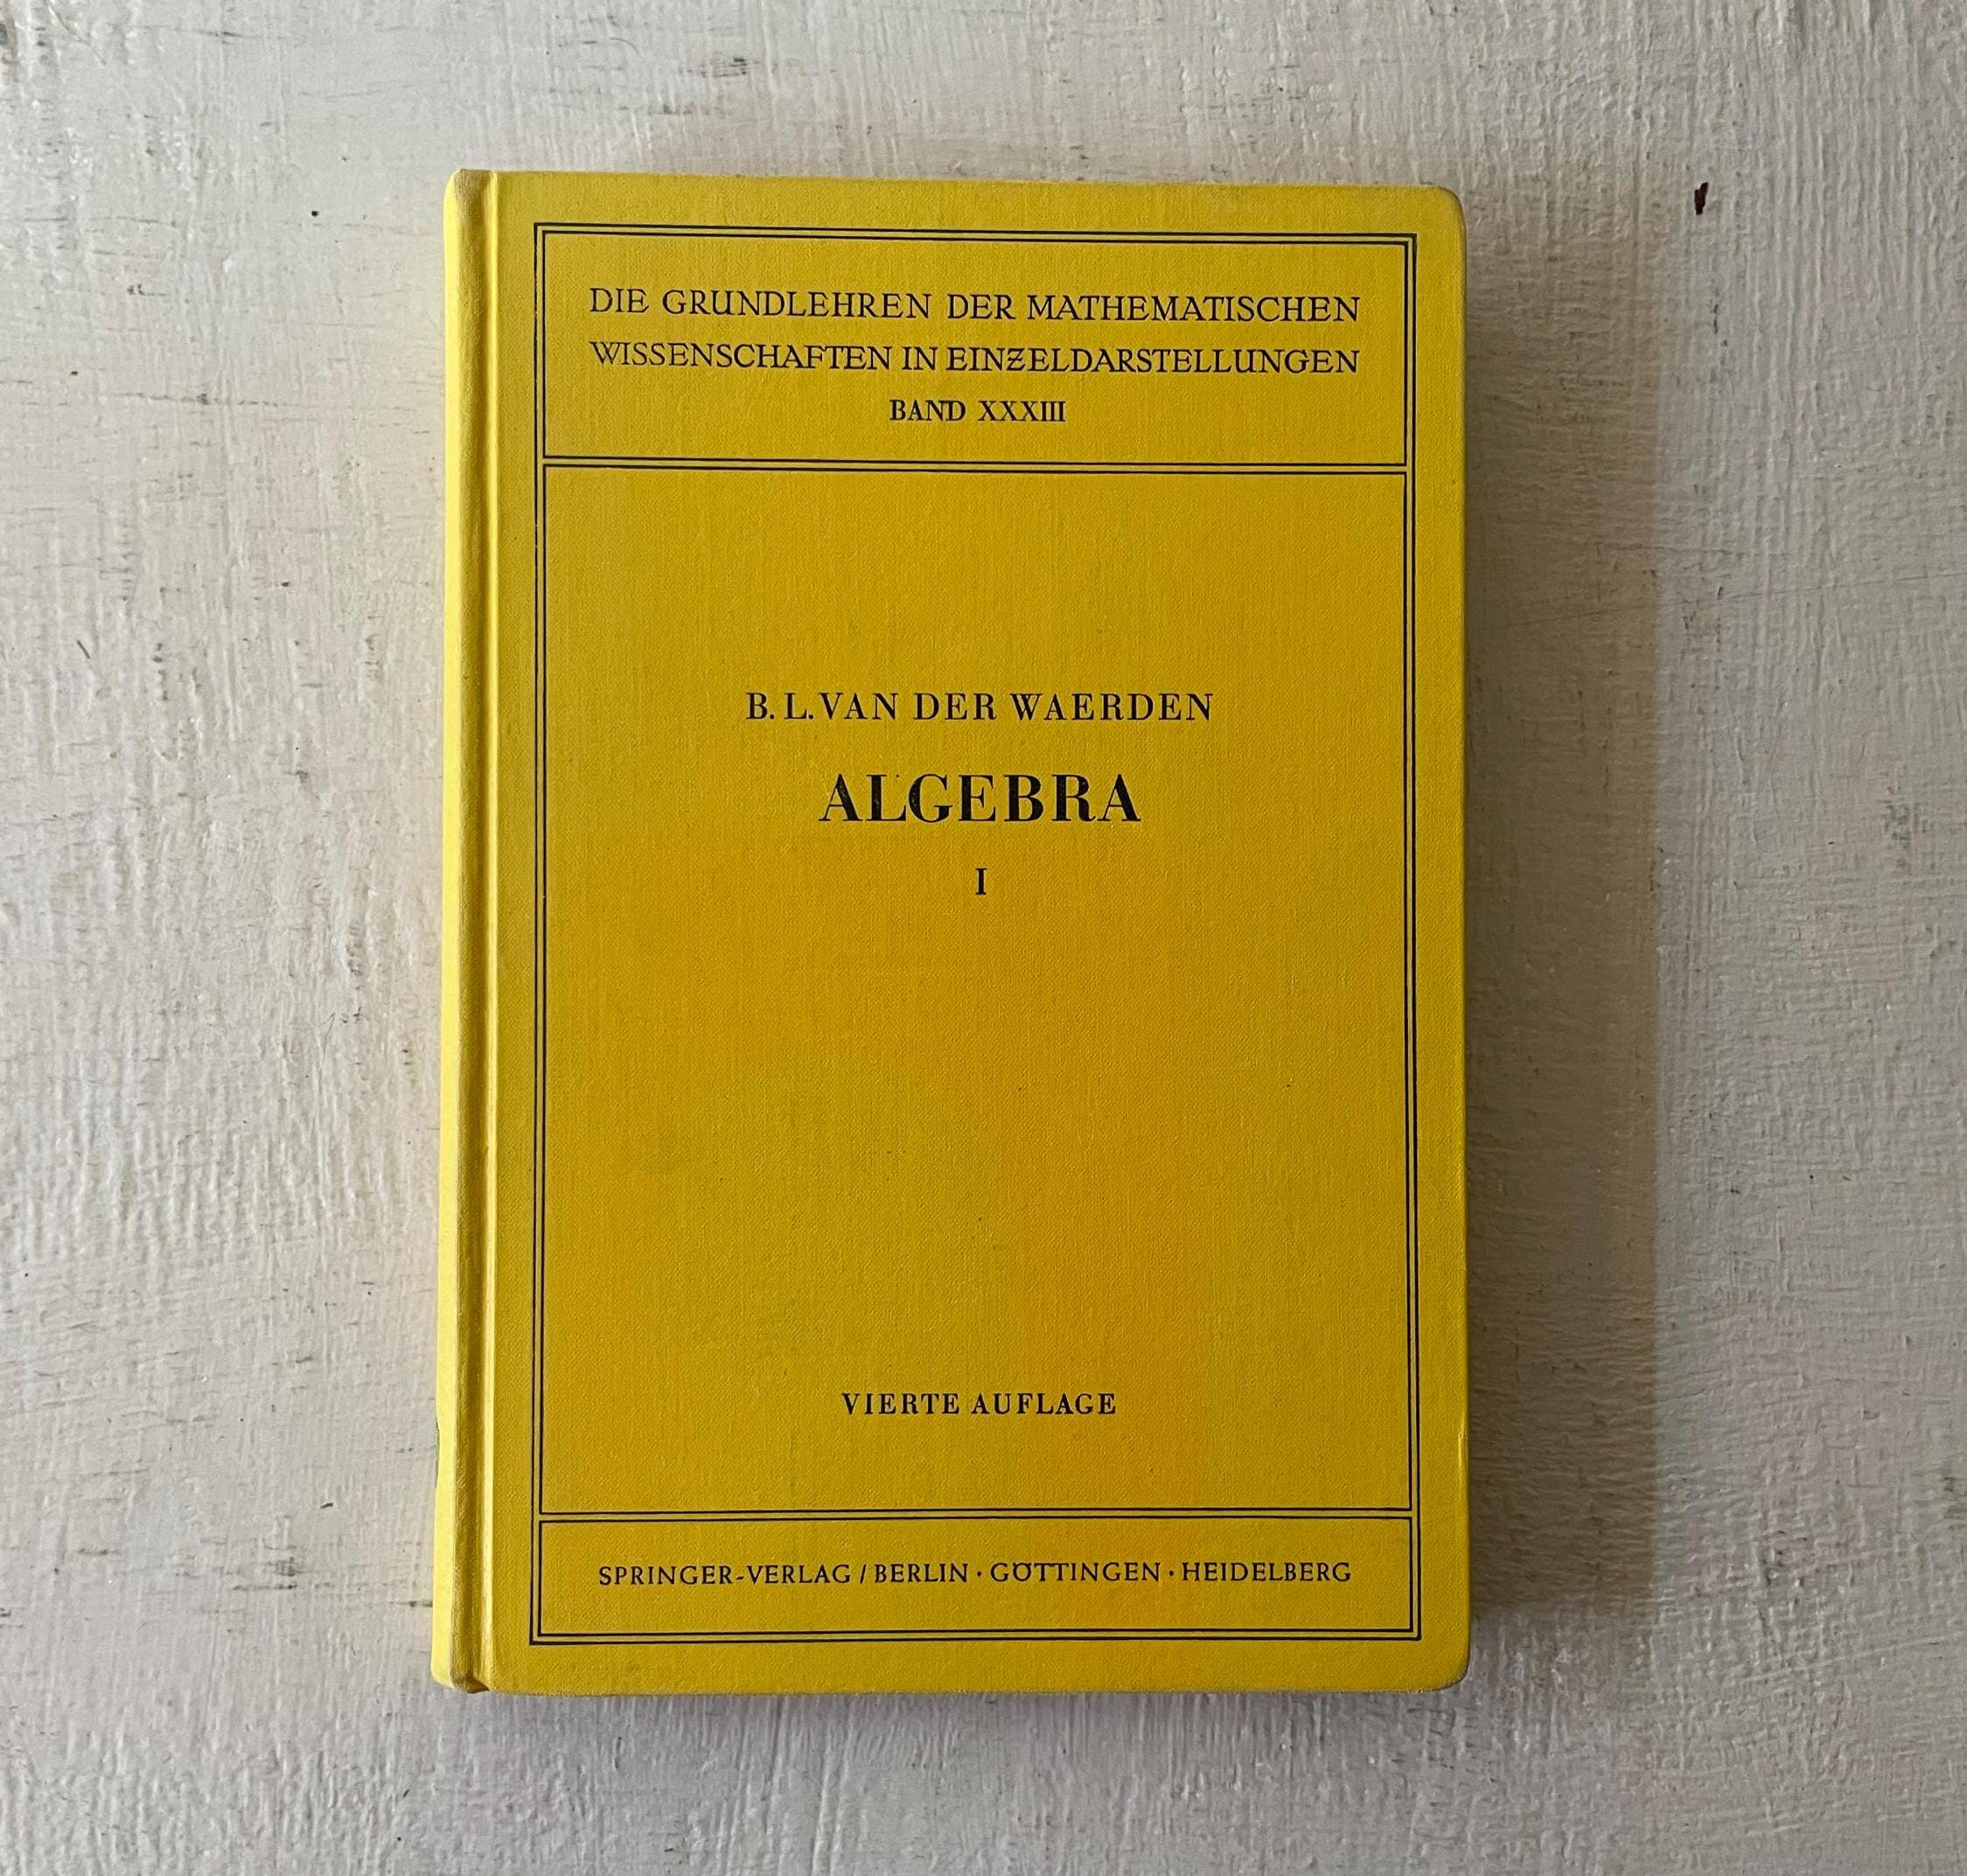 DIE GRUNDLEHREN DER MATHEMATISCHEN
WISSENSCHAFTEN IN EINZELDARSTELLUNGEN
BAND XXXIII
B. L. VAN DER WAERDEN
ALGEBRA
I
VIERTE AUFLAGE
SPRINGER-VERLAG / BERLIN · GÖTTINGEN · HEIDELBERG